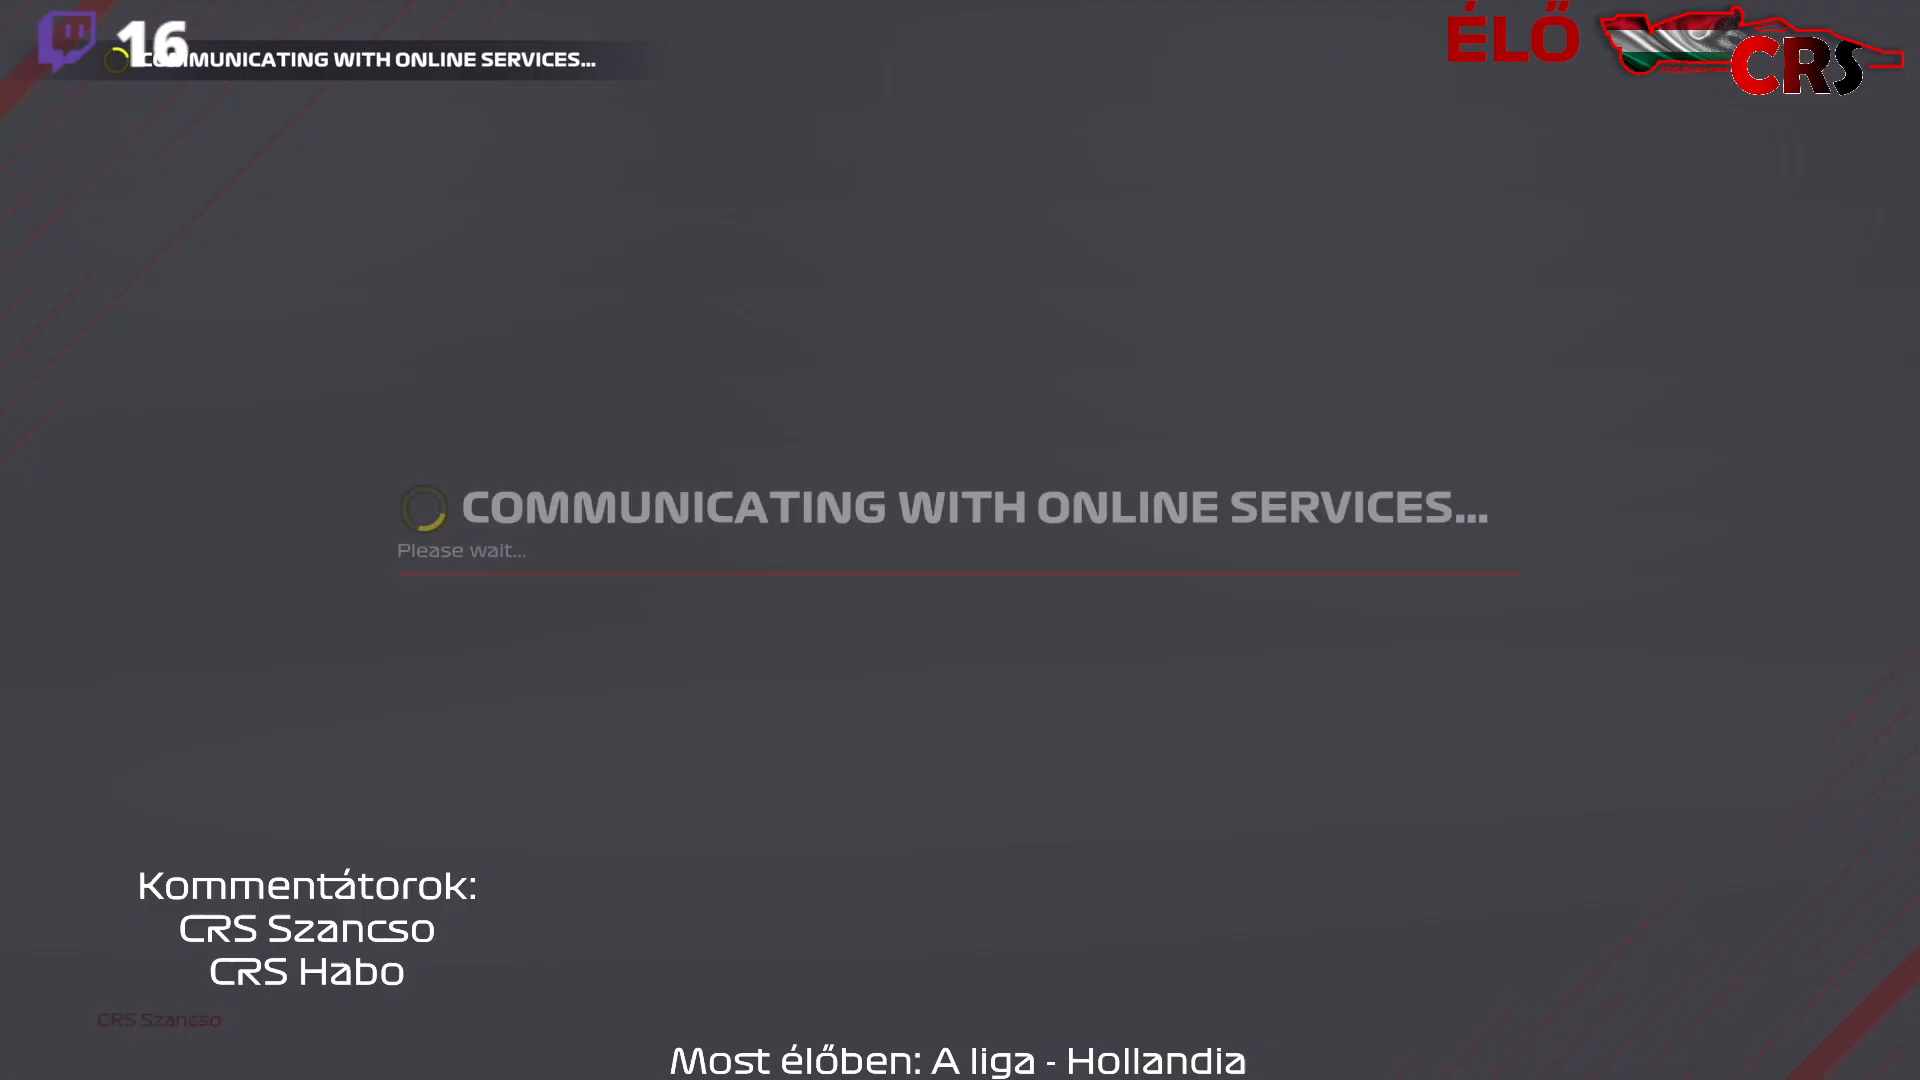 16
COMMUNICATING WITH ONLINE SERVICES...
ÉLŐ
CRS
COMMUNICATING WITH ONLINE SERVICES...
Please wait...
Kommentátorok:
CRS Szancso
CRS Habo
CRS Szancso
Most élőben: A liga - Hollandia